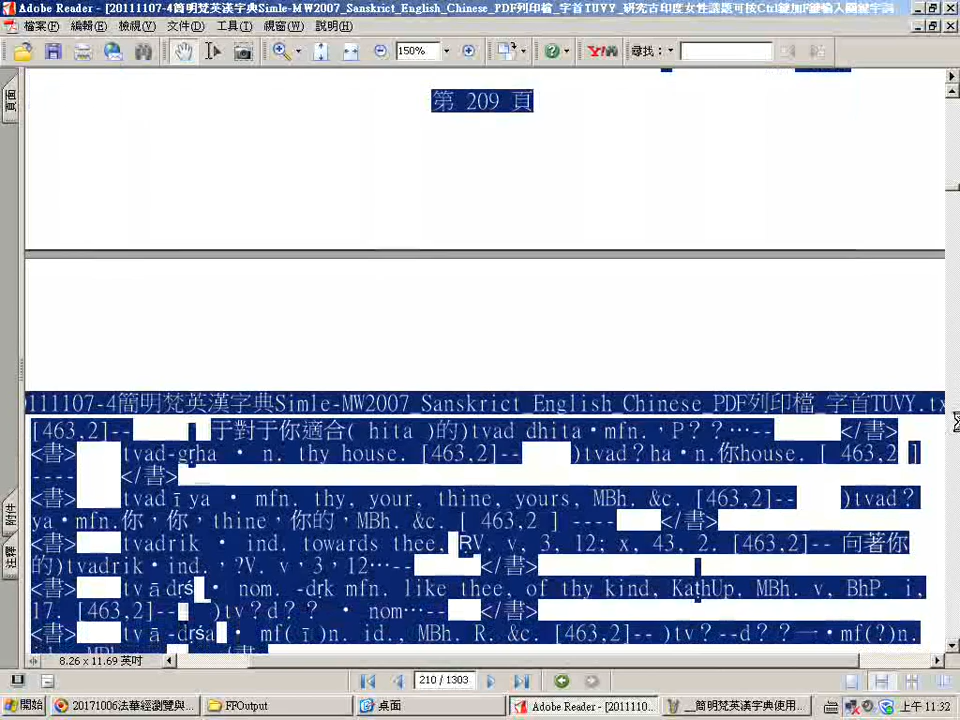 Adobe Reader - [20111107-4簡明梵英漢字典Simle-MW2007_Sanskrict_English_Chinese_PDF列印檔_字首TUVY_研究古印度女性議題可按Ctrl鍵加F鍵輸入關鍵字詞
檔案(F) 編輯(E) 檢視(V) 文件(D) 工具(T) 視窗(W) 說明(H)
150% Y! 尋找:
頁面
第 209 頁
111107-4簡明梵英漢字典Simle-MW2007_Sanskrict_English_Chinese_PDF列印檔_字首TUVY.tx
[463,2]-- 于對于你適合( hita )的)tvad dhita·mfn.，P？？…-- </書>
<書> tvad-gṛha · n. thy house. [463,2]-- )tvad？ha·n.你house. [ 463,2 ]
---- </書>
<書> tvadīya · mfn. thy, your, thine, yours, MBh. &c. [463,2]-- )tvad？
ya·mfn.你，你，thine，你的，MBh. &c. [ 463,2 ] ---- </書>
<書> tvadrik · ind. towards thee, ṚV. v, 3, 12; x, 43, 2. [463,2]-- 向著你
的)tvadrik·ind.，?V. v，3，12…-- </書>
<書> tvādṛś · nom. -dṛk mfn. like thee, of thy kind, KaṭhUp, MBh. v, BhP. i,
17. [463,2]-- )tv？d？？ · nom…-- </書>
<書> tvā-dṛśa · mf(ī)n. id., MBh. R. &c. [463,2]-- )tv？--d？？一·mf(?)n.
附件
注釋
8.26 x 11.69 英吋
210 / 1303
開始 20171006法華經瀏覽與... FFOutput 桌面 Adobe Reader - [201110... __簡明梵英字典使用... 上午 11:32